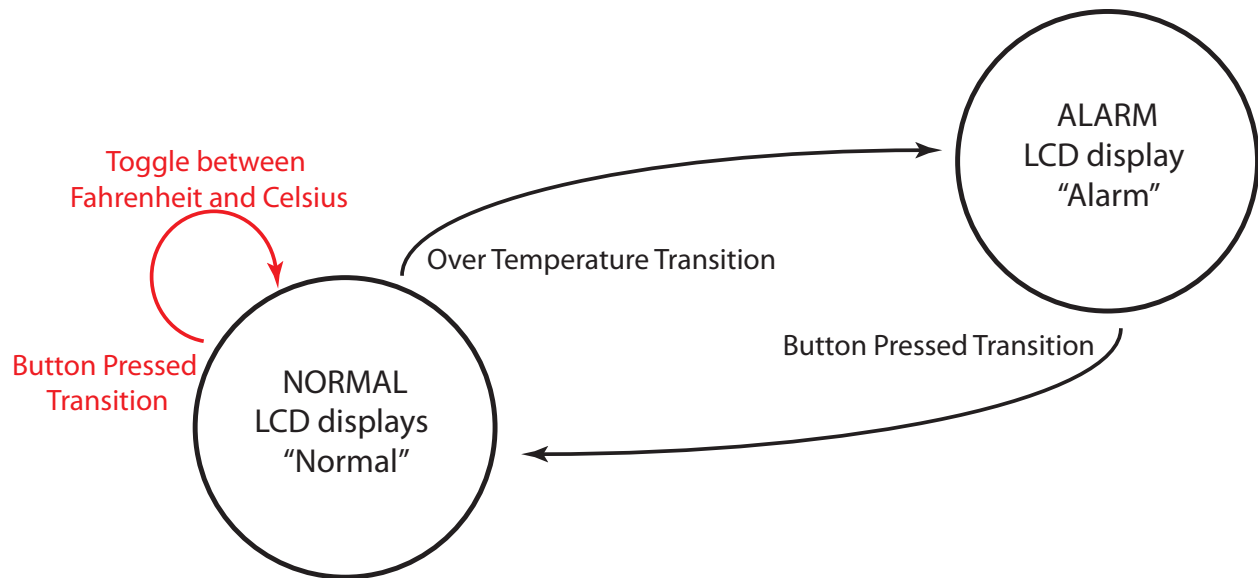 ALARM
LCD display
“Alarm”
Toggle between
Fahrenheit and Celsius
Over Temperature Transition
Button Pressed Transition
Button Pressed
Transition
NORMAL
LCD displays
“Normal”